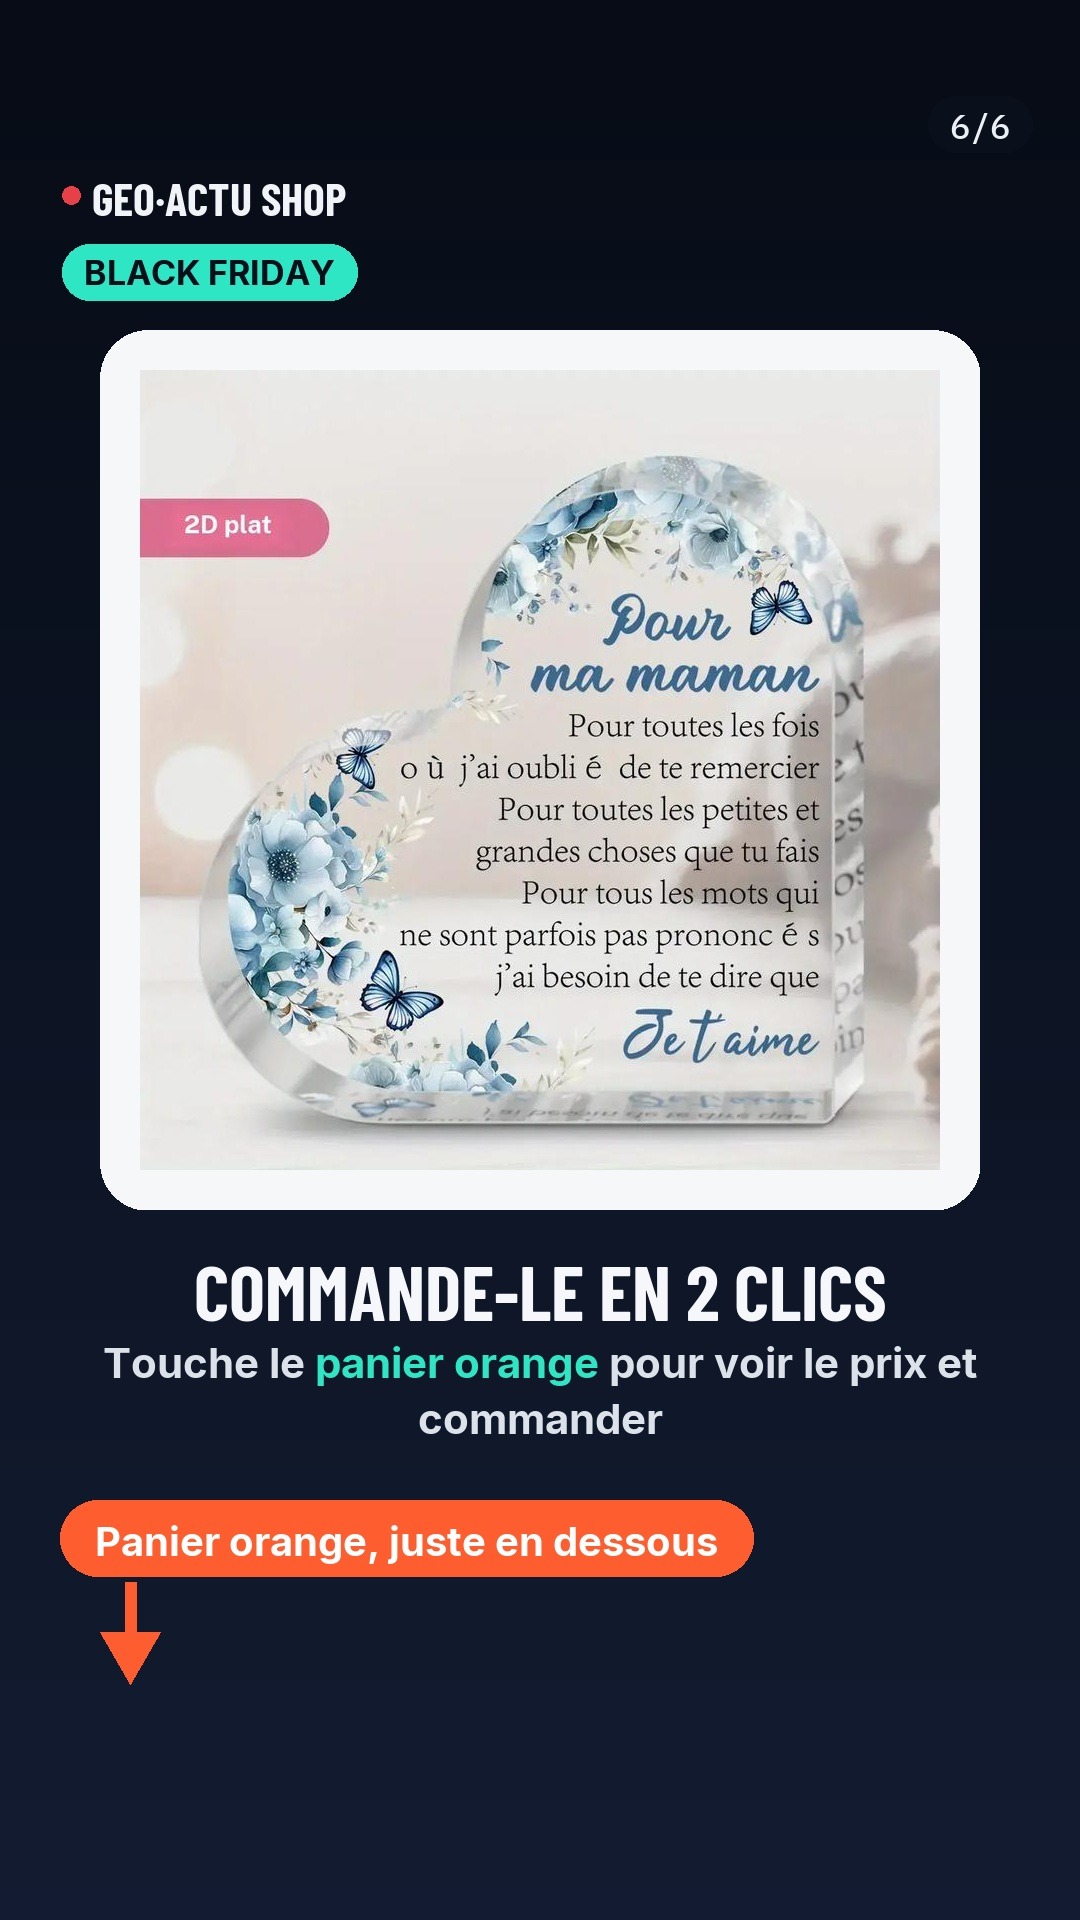 6/6
GEO·ACTU SHOP
BLACK FRIDAY
2D plat
Pour
ma maman
Pour toutes les fois
où j’ai oublié de te remercier
Pour toutes les petites et
grandes choses que tu fais
Pour tous les mots qui
ne sont parfois pas prononcés
j’ai besoin de te dire que
Je t’aime
COMMANDE-LE EN 2 CLICS
Touche le panier orange pour voir le prix et
commander
Panier orange, juste en dessous